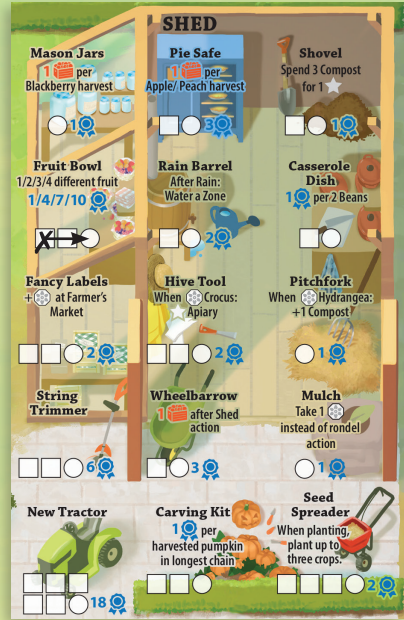 SHED
Mason Jars
1 per
Blackberry harvest
1
Pie Safe
1 per
Apple/ Peach harvest
3
Shovel
Spend 3 Compost
for 1
1
Fruit Bowl
1/2/3/4 different fruit
1/4/7/10
X
Rain Barrel
After Rain:
Water a Zone
2
Casserole
Dish
1 per 2 Beans
Fancy Labels
+ at Farmer's
Market
2
Hive Tool
When Crocus:
Apiary
2
Pitchfork
When Hydrangea:
+1 Compost
1
String
Trimmer
6
Wheelbarrow
1 after Shed
action
3
Mulch
Take 1
instead of rondel
action
1
New Tractor
18
Carving Kit
1 per
harvested pumpkin
in longest chain
Seed
Spreader
When planting,
plant up to
three crops.
2